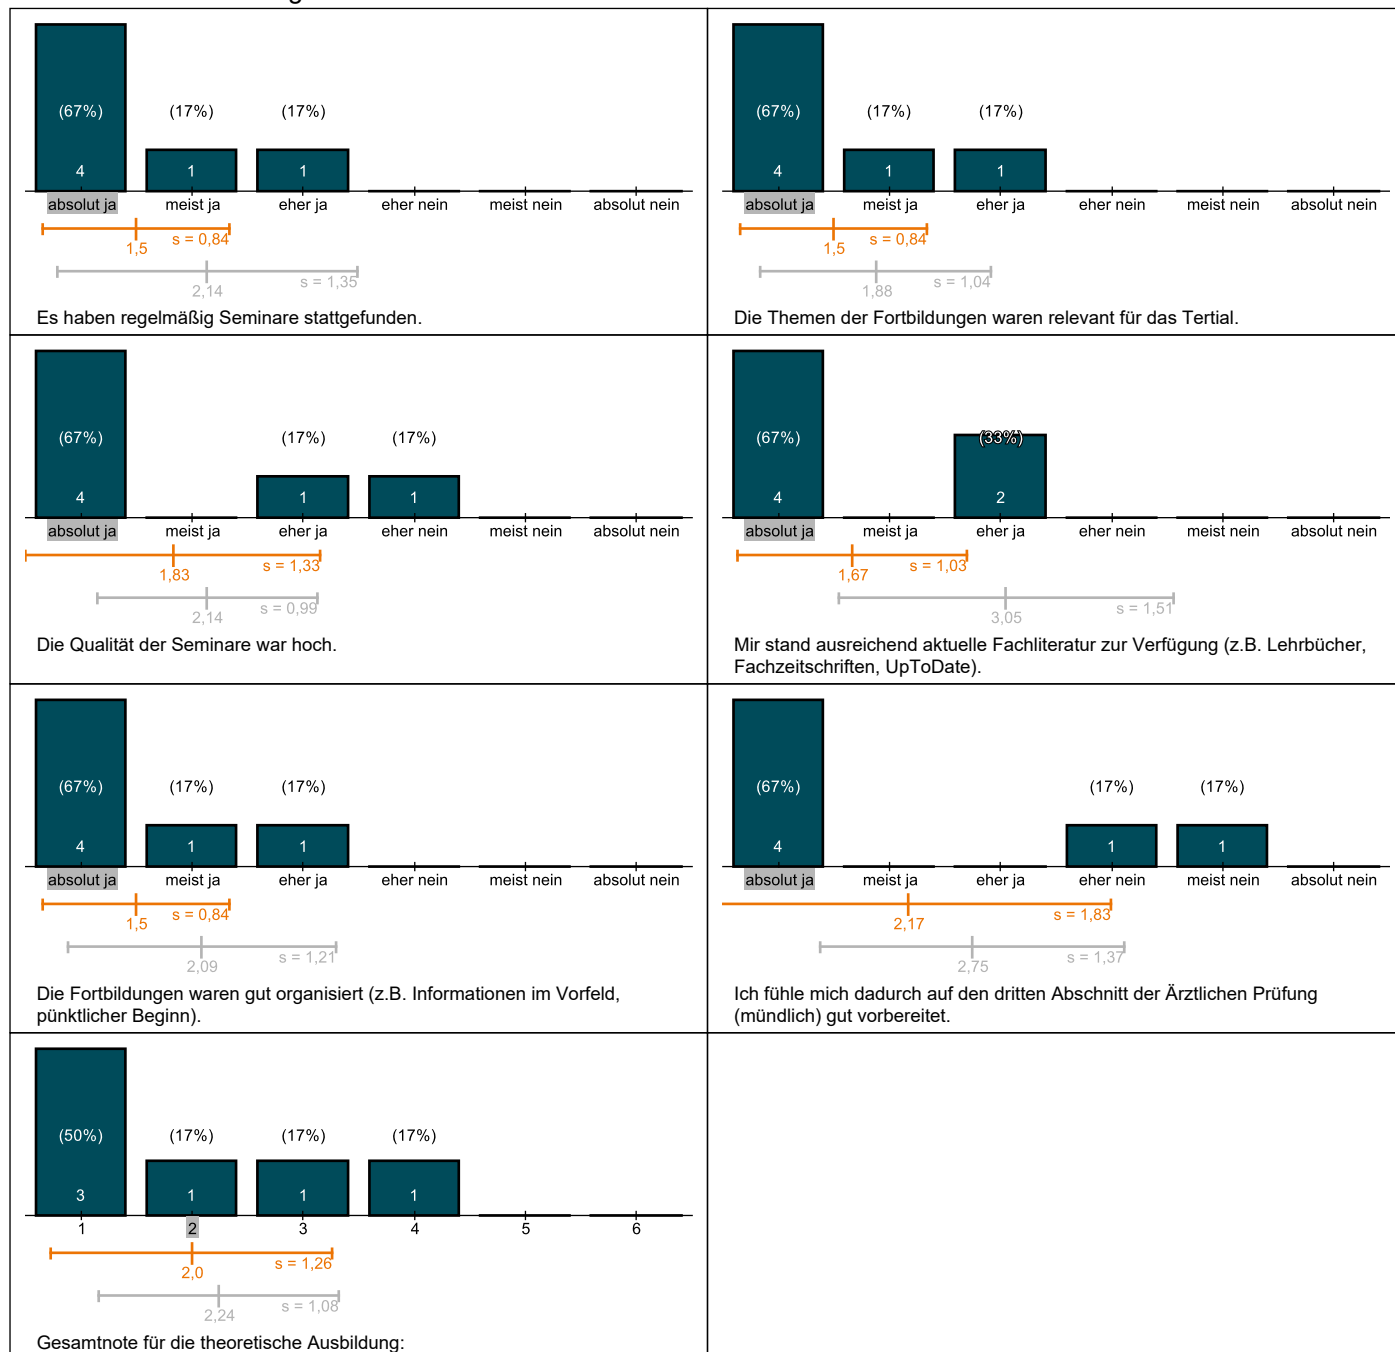 (67%) (17%) (17%)
4 1 1
absolut ja meist ja eher ja eher nein meist nein absolut nein
1,5 s = 0,84
2,14 s = 1,35
Es haben regelmäßig Seminare stattgefunden.
(67%) (17%) (17%)
4 1 1
absolut ja meist ja eher ja eher nein meist nein absolut nein
1,5 s = 0,84
1,88 s = 1,04
Die Themen der Fortbildungen waren relevant für das Tertial.
(67%) (17%) (17%)
4 1 1
absolut ja meist ja eher ja eher nein meist nein absolut nein
1,83 s = 1,33
2,14 s = 0,99
Die Qualität der Seminare war hoch.
(67%) (33%)
4 2
absolut ja meist ja eher ja eher nein meist nein absolut nein
1,67 s = 1,03
3,05 s = 1,51
Mir stand ausreichend aktuelle Fachliteratur zur Verfügung (z.B. Lehrbücher,
Fachzeitschriften, UpToDate).
(67%) (17%) (17%)
4 1 1
absolut ja meist ja eher ja eher nein meist nein absolut nein
1,5 s = 0,84
2,09 s = 1,21
Die Fortbildungen waren gut organisiert (z.B. Informationen im Vorfeld,
pünktlicher Beginn).
(67%) (17%) (17%)
4 1 1
absolut ja meist ja eher ja eher nein meist nein absolut nein
2,17 s = 1,83
2,75 s = 1,37
Ich fühle mich dadurch auf den dritten Abschnitt der Ärztlichen Prüfung
(mündlich) gut vorbereitet.
(50%) (17%) (17%) (17%)
3 1 1 1
1 2 3 4 5 6
2,0 s = 1,26
2,24 s = 1,08
Gesamtnote für die theoretische Ausbildung: